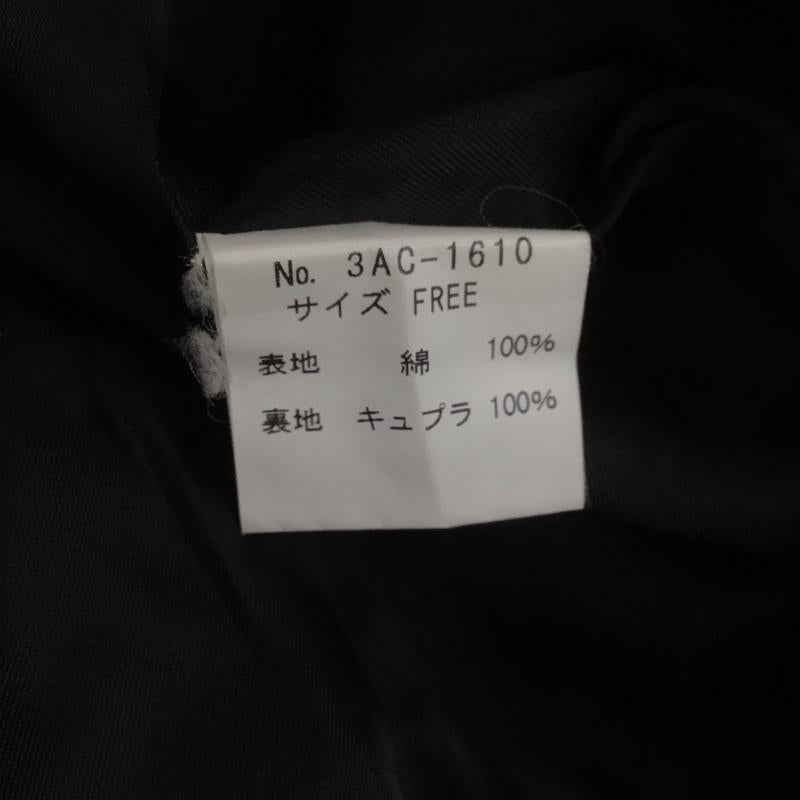 No. 3AC-1610
サイズ FREE
表地 綿 100%
裏地 キュプラ 100%